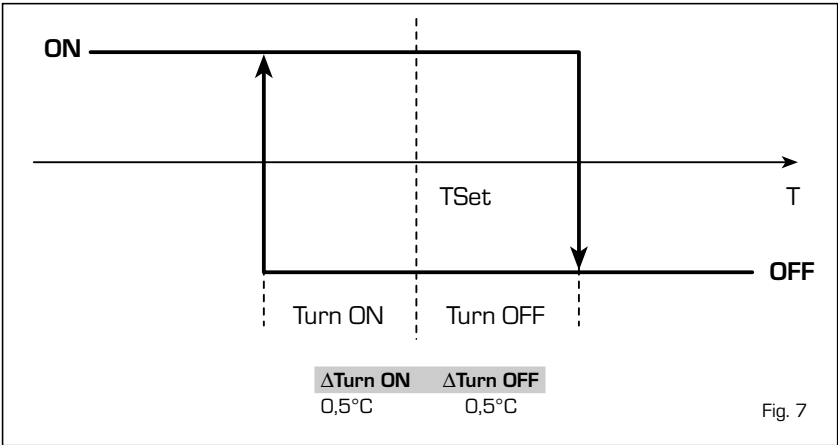 ON
TSet
T
OFF
Turn ON Turn OFF
ΔTurn ON ΔTurn OFF
0,5°C 0,5°C
Fig. 7